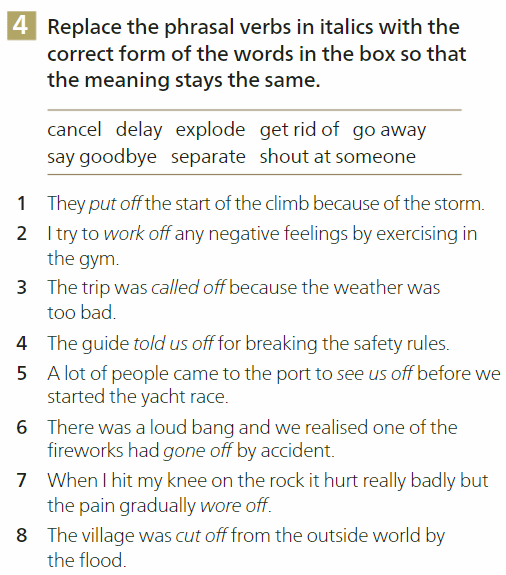 4 Replace the phrasal verbs in italics with the
correct form of the words in the box so that
the meaning stays the same.
cancel delay explode get rid of go away
say goodbye separate shout at someone
1 They put off the start of the climb because of the storm.
2 I try to work off any negative feelings by exercising in
the gym.
3 The trip was called off because the weather was
too bad.
4 The guide told us off for breaking the safety rules.
5 A lot of people came to the port to see us off before we
started the yacht race.
6 There was a loud bang and we realised one of the
fireworks had gone off by accident.
7 When I hit my knee on the rock it hurt really badly but
the pain gradually wore off.
8 The village was cut off from the outside world by
the flood.